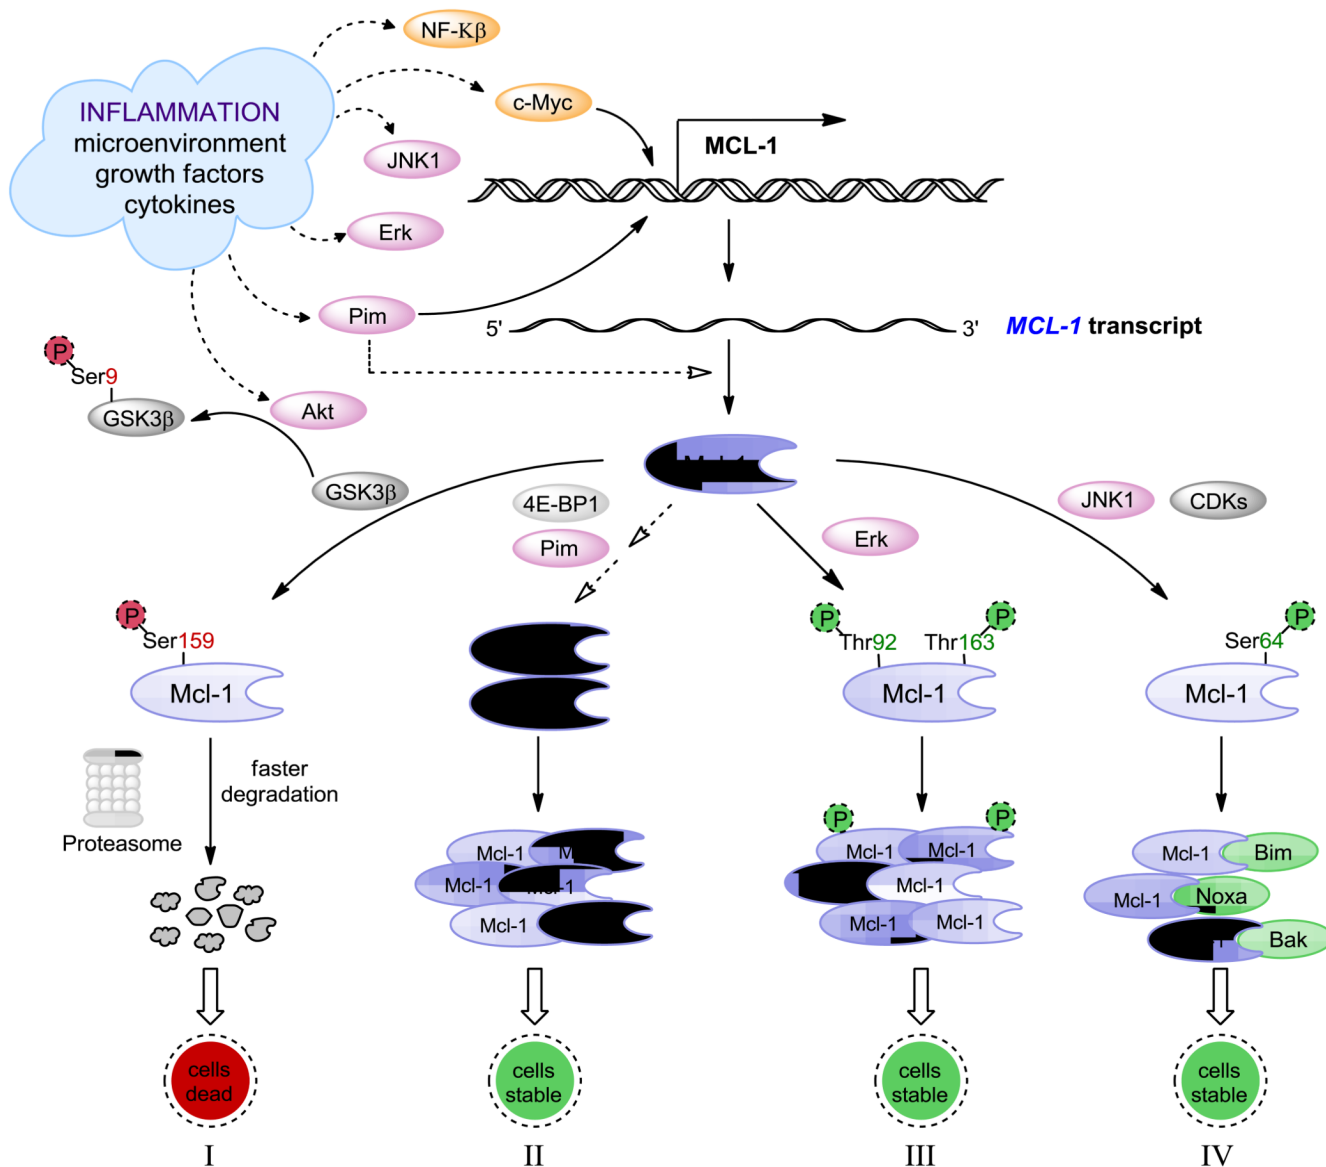 NF-Kβ
c-Myc
INFLAMMATION
microenvironment
growth factors
cytokines
JNK1
MCL-1
Erk
Pim
5'
3'
MCL-1 transcript
P
Ser9
GSK3β
Akt
GSK3β
4E-BP1
Pim
Erk
JNK1
CDKs
P
Ser159
Mcl-1
P
Thr92
P
Thr163
Mcl-1
P
Ser64
Mcl-1
Proteasome
faster
degradation
Mcl-1
Mcl-1
Mcl-1
Mcl-1
P
P
Mcl-1
Mcl-1
Mcl-1
Mcl-1
Mcl-1
Mcl-1
Bim
Mcl-1
Noxa
Bak
cells
dead
cells
stable
cells
stable
cells
stable
I
II
III
IV